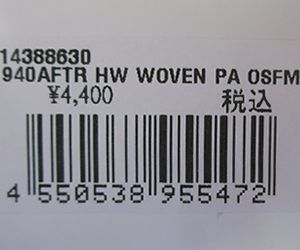 14388630
940AFTR HW WOVEN PA OSFM
¥4,400 税込
4 550538 955472